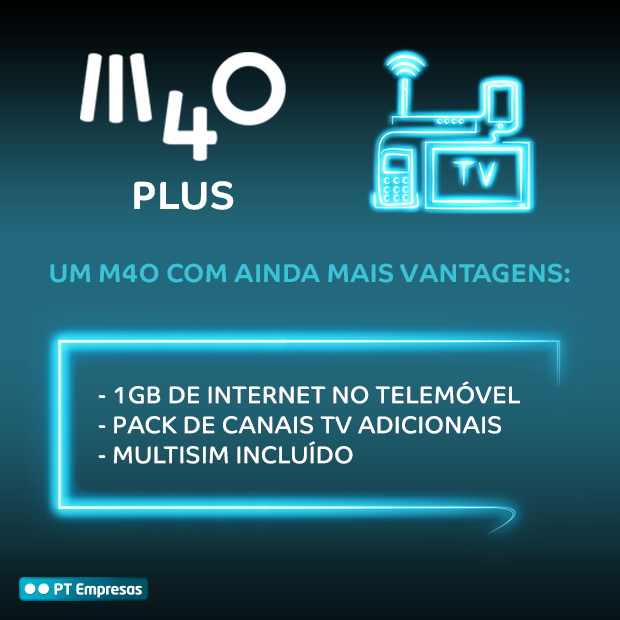 M4O
PLUS
TV
UM M4O COM AINDA MAIS VANTAGENS:
- 1GB DE INTERNET NO TELEMÓVEL
- PACK DE CANAIS TV ADICIONAIS
- MULTISIM INCLUÍDO
PT Empresas